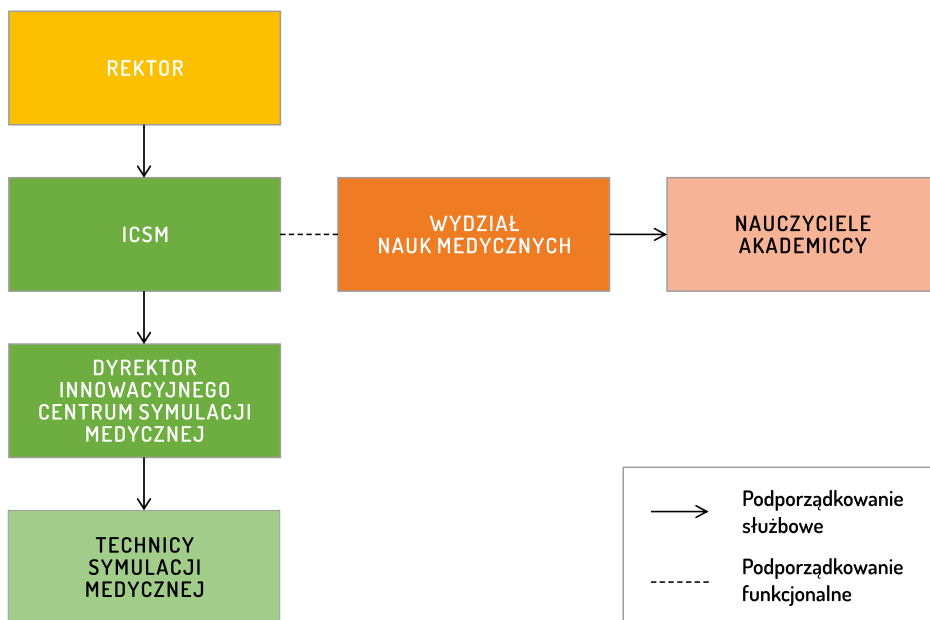 REKTOR
ICSM
WYDZIAŁ
NAUK MEDYCZNYCH
NAUCZYCIELE
AKADEMICCY
DYREKTOR
INNOWACYJNEGO
CENTRUM SYMULACJI
MEDYCZNEJ
TECHNICY
SYMULACJI
MEDYCZNEJ
Podporządkowanie
służbowe
Podporządkowanie
funkcjonalne